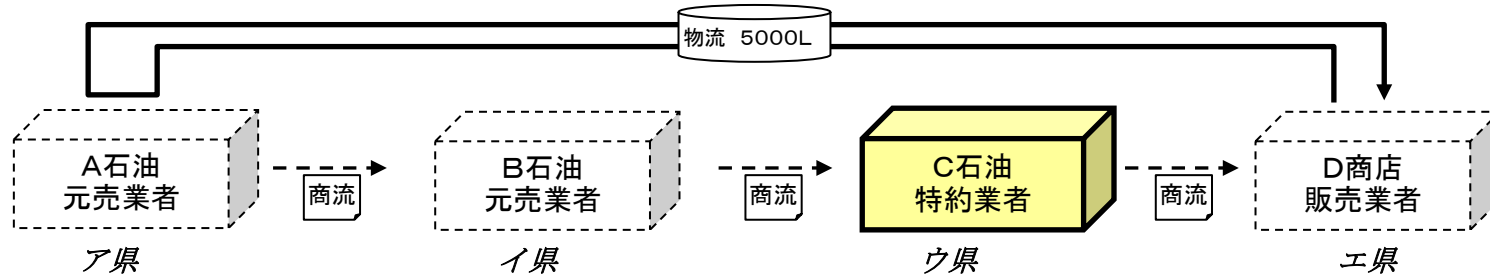 物流 5000L
A石油
元売業者
商流
B石油
元売業者
商流
C石油
特約業者
商流
D商店
販売業者
ア県
イ県
ウ県
エ県